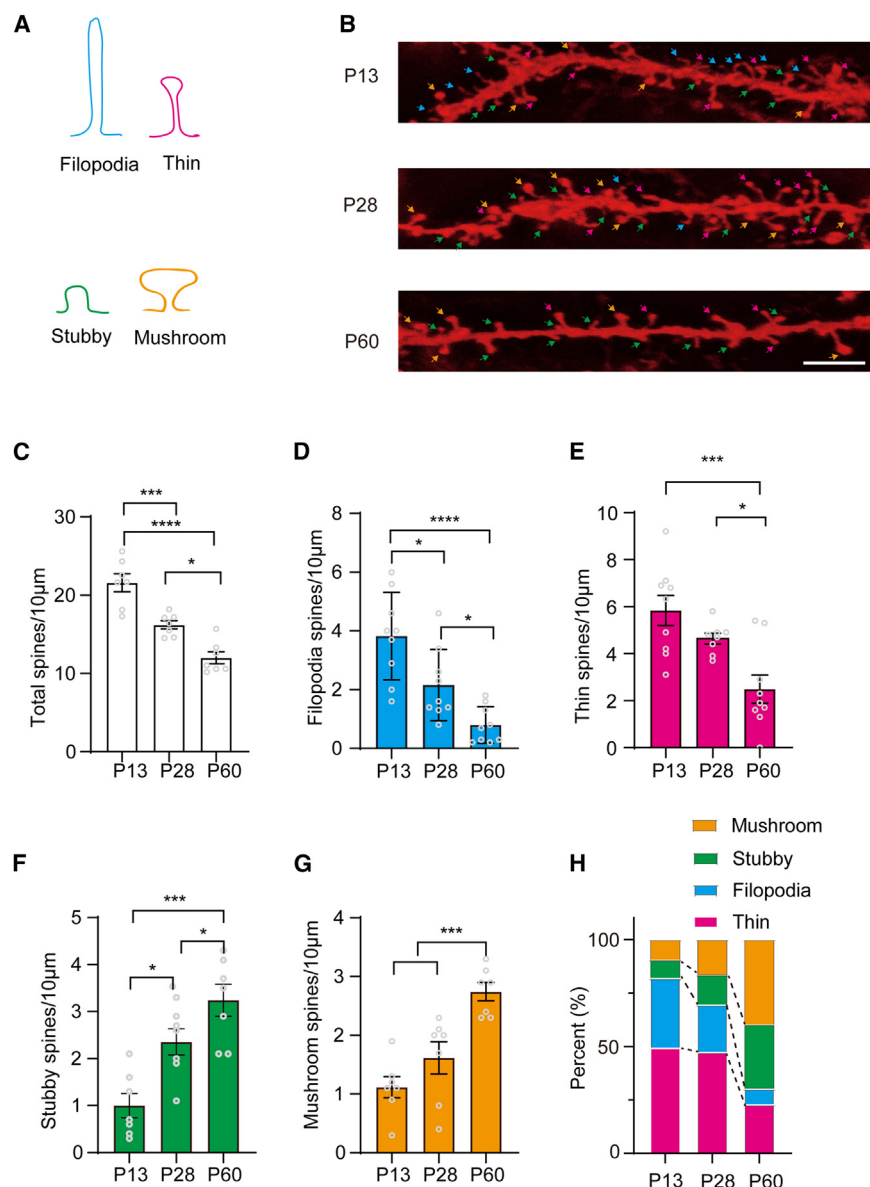 A
Filopodia Thin
Stubby Mushroom
B
P13
P28
P60
C
Total spines/10μm
30
20
10
0
P13 P28 P60
***
****
*
D
Filopodia spines/10μm
8
6
4
2
0
P13 P28 P60
****
*
*
E
Thin spines/10μm
10
8
6
4
2
0
P13 P28 P60
***
*
F
Stubby spines/10μm
5
4
3
2
1
0
P13 P28 P60
***
*
*
G
Mushroom spines/10μm
4
3
2
1
0
P13 P28 P60
***
H
Mushroom
Stubby
Filopodia
Thin
Percent (%)
100
50
0
P13 P28 P60